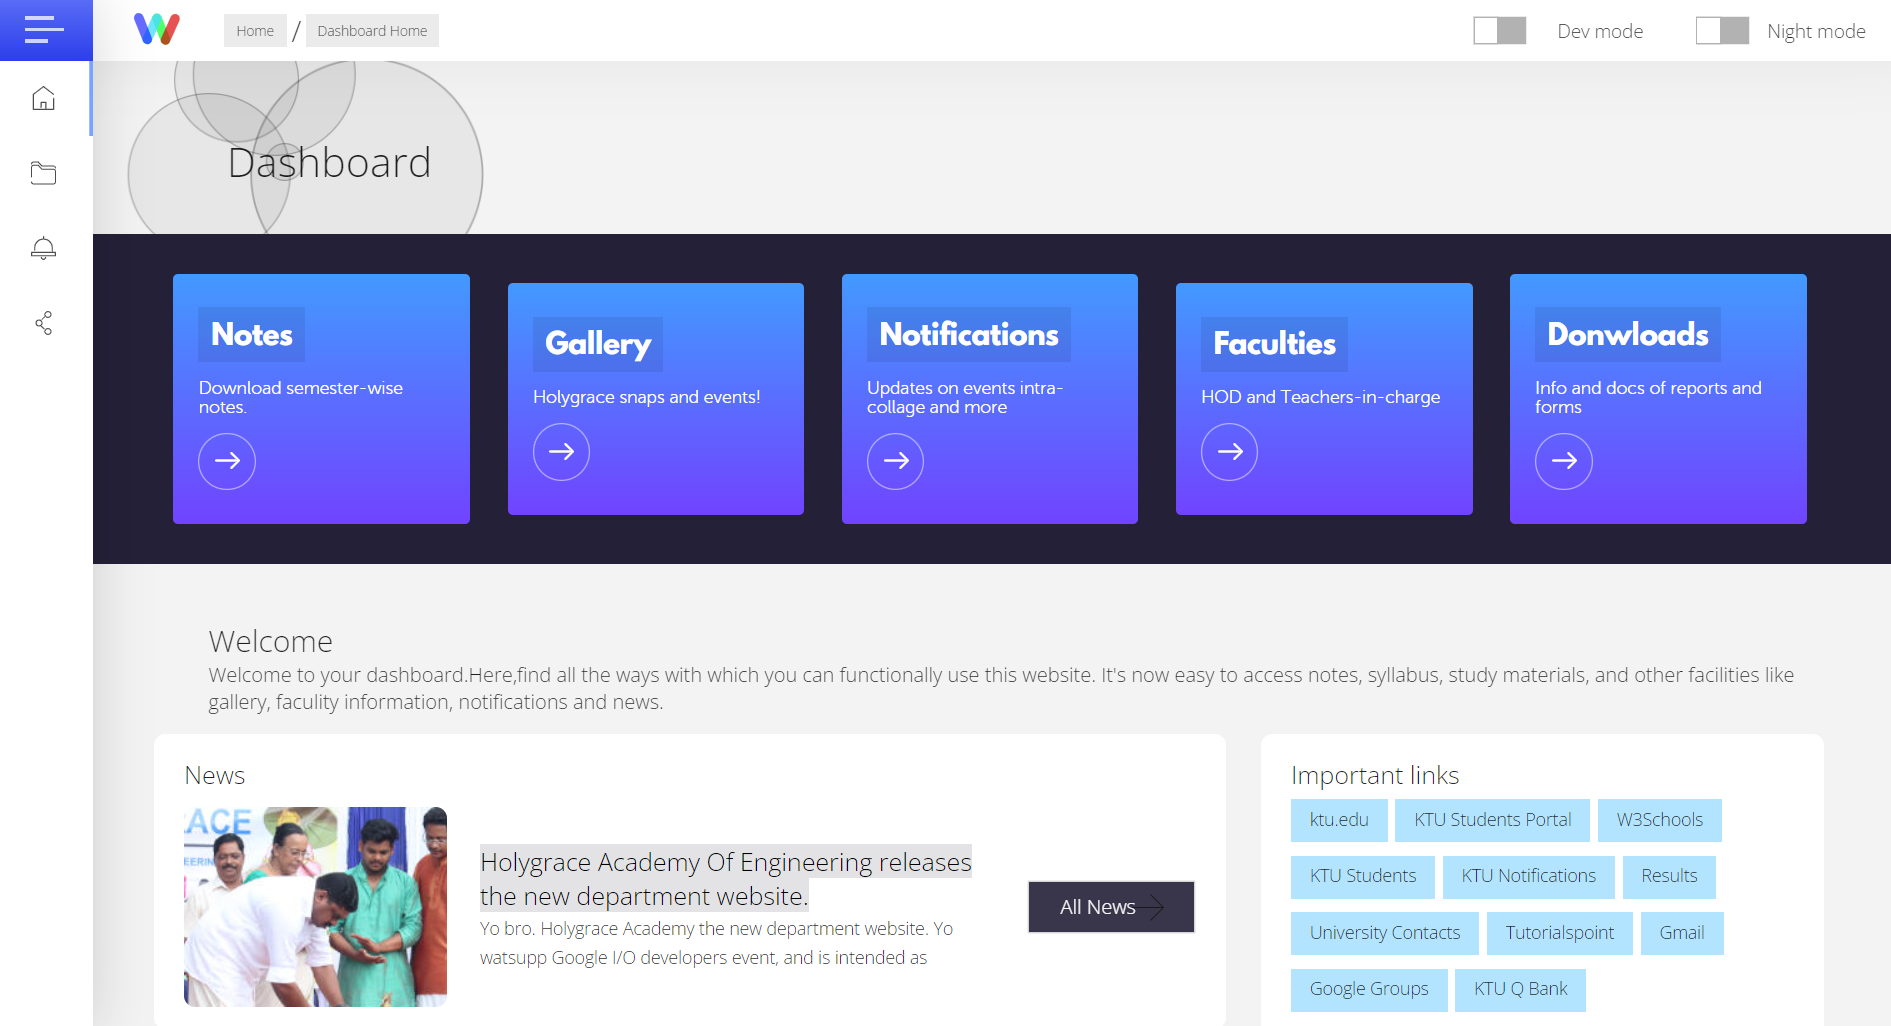 Home / Dashboard Home
Dev mode
Night mode
Dashboard
Notes
Download semester-wise
notes.
Gallery
Holygrace snaps and events!
Notifications
Updates on events intra-
collage and more
Faculties
HOD and Teachers-in-charge
Donwloads
Info and docs of reports and
forms
Welcome
Welcome to your dashboard.Here,find all the ways with which you can functionally use this website. It's now easy to access notes, syllabus, study materials, and other facilities like
gallery, faculity information, notifications and news.
News
ACE
EERIN
Holygrace Academy Of Engineering releases
the new department website.
Yo bro. Holygrace Academy the new department website. Yo
watsupp Google I/O developers event, and is intended as
All News
Important links
ktu.edu
KTU Students Portal
W3Schools
KTU Students
KTU Notifications
Results
University Contacts
Tutorialspoint
Gmail
Google Groups
KTU Q Bank